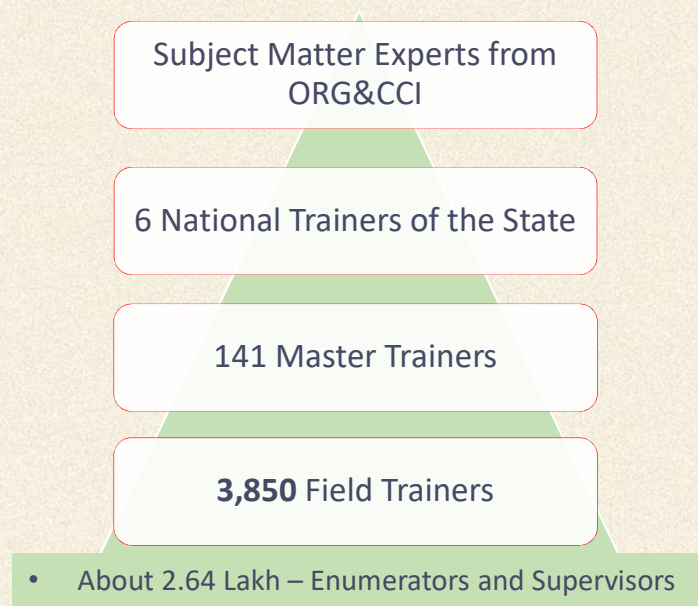 Subject Matter Experts from
ORG&CCI
6 National Trainers of the State
141 Master Trainers
3,850 Field Trainers
• About 2.64 Lakh – Enumerators and Supervisors